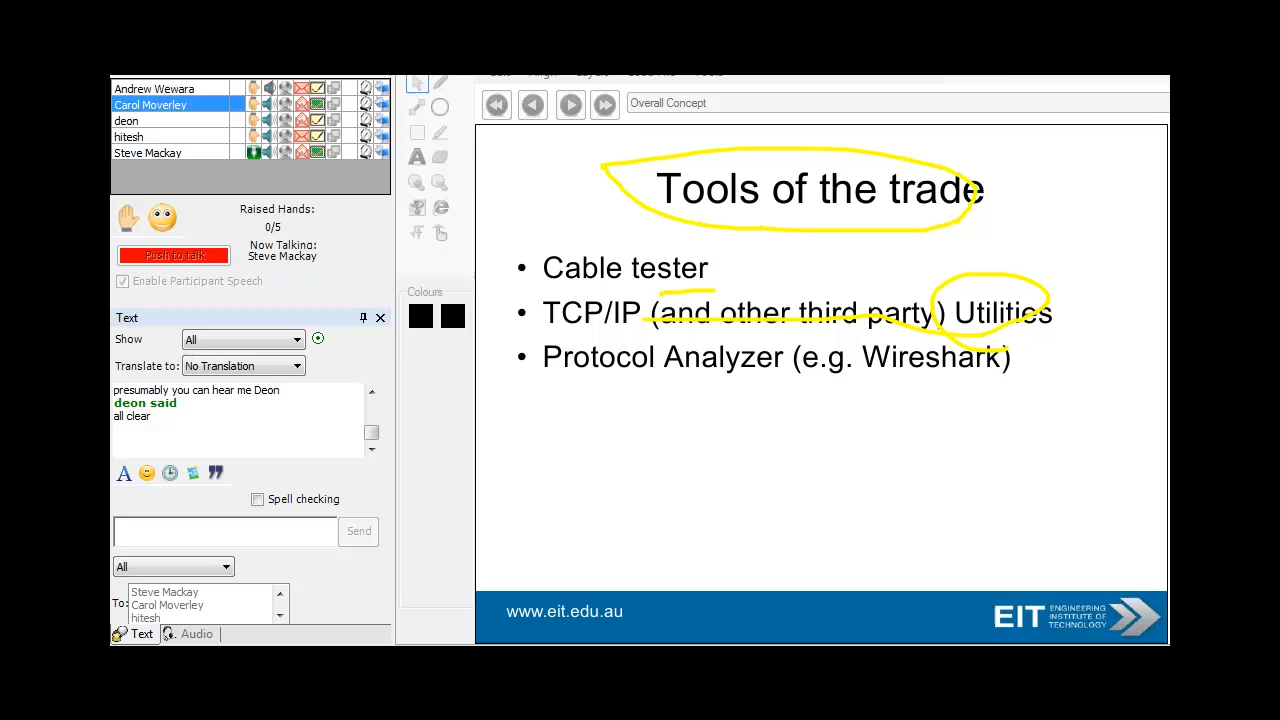 Andrew Wewara
Carol Moverley
deon
hitesh
Steve Mackay
Raised Hands:
0/5
Now Talking:
Steve Mackay
Push to talk
Enable Participant Speech
Text
Show All
Translate to: No Translation
presumably you can hear me Deon
deon said
all clear
Spell checking
Send
All
To: Steve Mackay
Carol Moverley
hitesh
Text Audio
Colours
Overall Concept
Tools of the trade
• Cable tester
• TCP/IP (and other third party) Utilities
• Protocol Analyzer (e.g. Wireshark)
www.eit.edu.au
EIT ENGINEERING
INSTITUTE OF
TECHNOLOGY